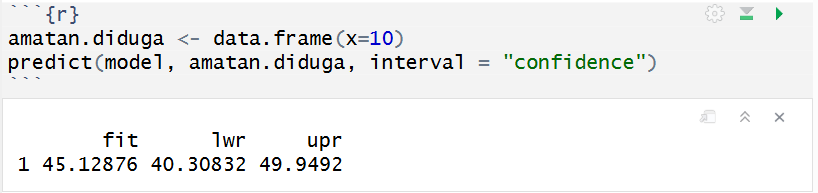 ```{r}
amatan.diduga <- data.frame(x=10)
predict(model, amatan.diduga, interval = "confidence")
```
fit lwr upr
1 45.12876 40.30832 49.9492